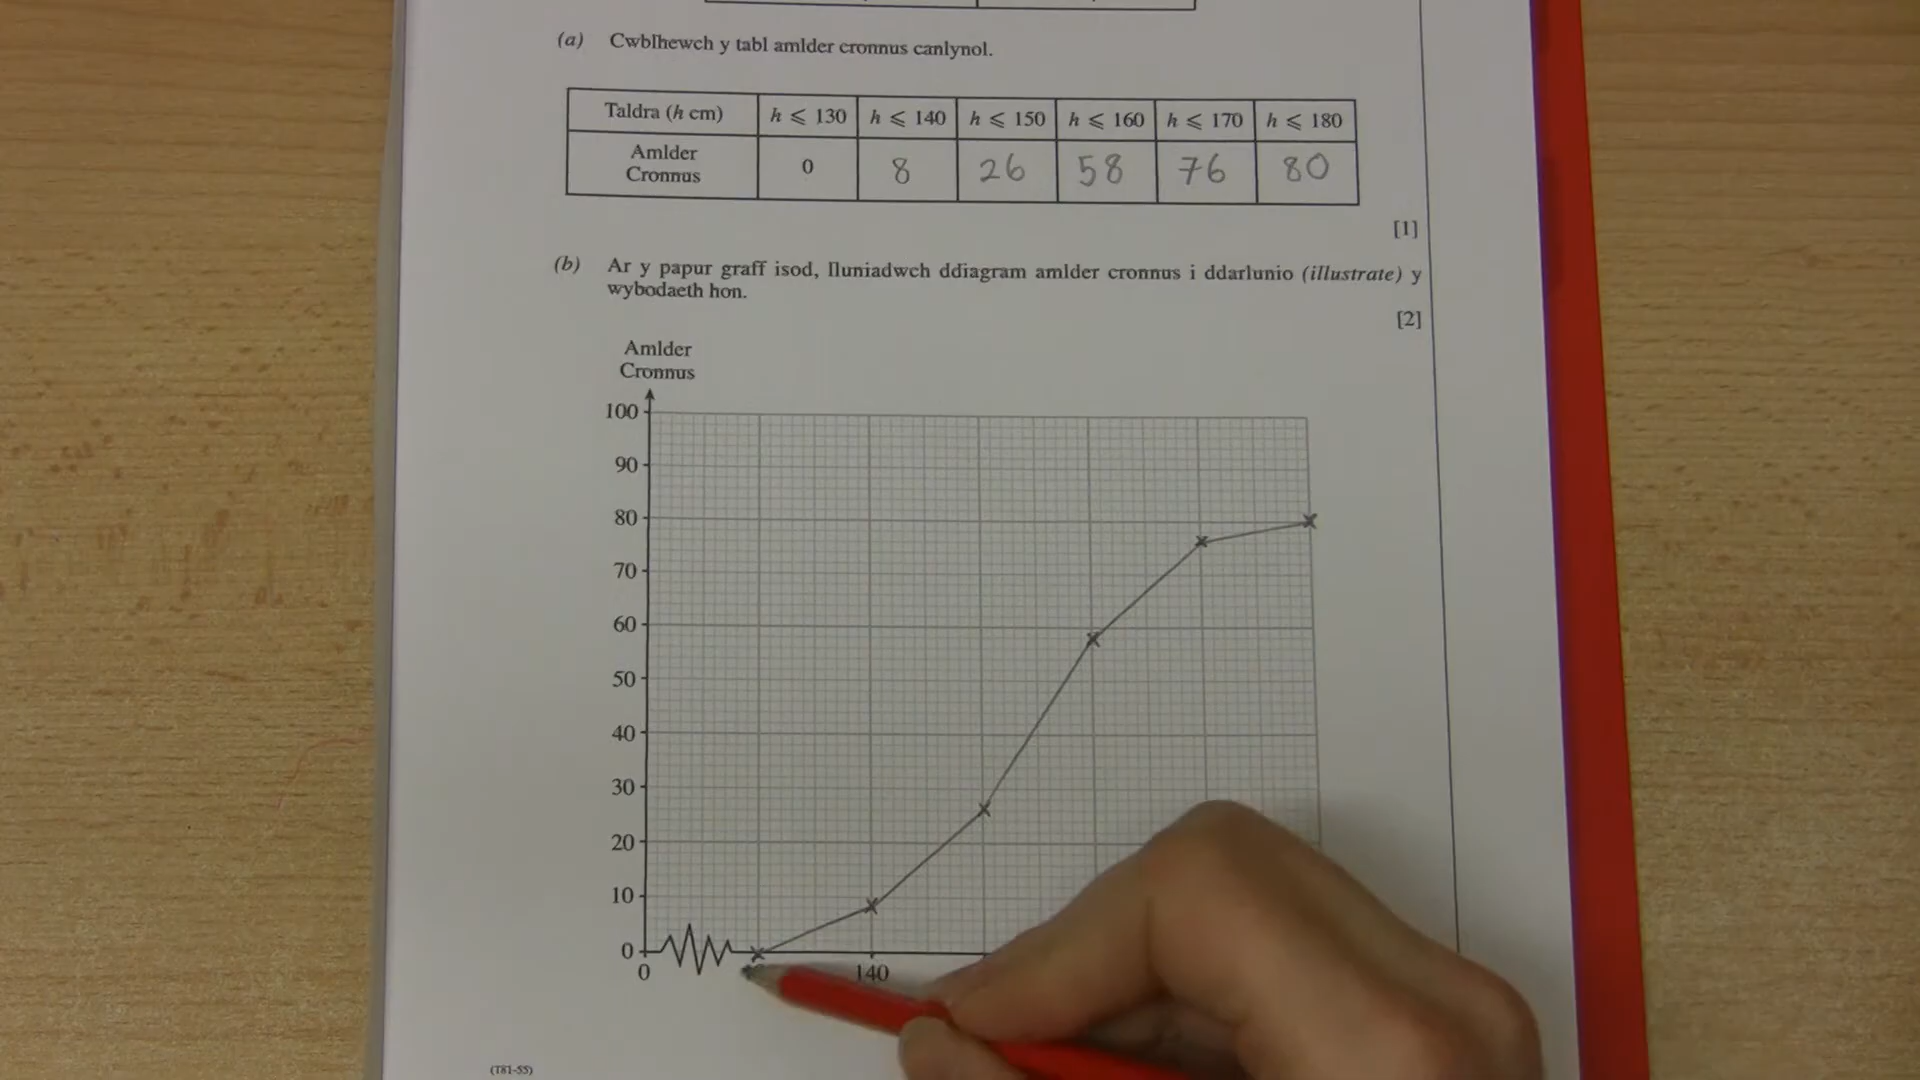 (a) Cwblhewch y tabl amlder cronnus canlynol.
Taldra (h cm) h ⩽ 130 h ⩽ 140 h ⩽ 150 h ⩽ 160 h ⩽ 170 h ⩽ 180
Amlder
Cronnus 0 8 26 58 76 80
[1]
(b) Ar y papur graff isod, lluniadwch ddiagram amlder cronnus i ddarlunio (illustrate) y
wybodaeth hon.
[2]
Amlder
Cronnus
100
90
80
70
60
50
40
30
20
10
0
0 140
(T81-55)